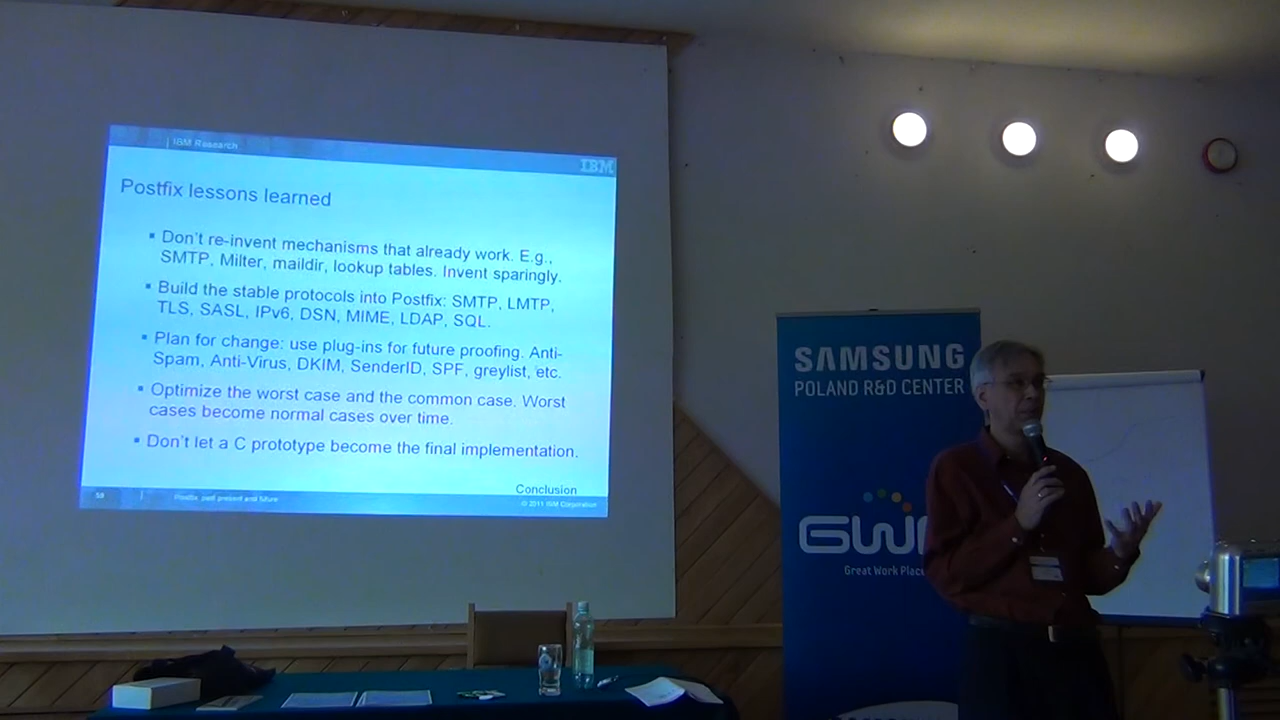 IBM Research
IBM
Postfix lessons learned
Don't re-invent mechanisms that already work. E.g.,
SMTP, Milter, maildir, lookup tables. Invent sparingly.
Build the stable protocols into Postfix: SMTP, LMTP,
TLS, SASL, IPv6, DSN, MIME, LDAP, SQL.
Plan for change: use plug-ins for future proofing. Anti-
Spam, Anti-Virus, DKIM, SenderID, SPF, greylist, etc.
Optimize the worst case and the common case. Worst
cases become normal cases over time.
Don't let a C prototype become the final implementation.
Conclusion
Postfix, past present and future
© 2011 IBM Corporation
SAMSUNG
POLAND R&D CENTER
Great Work Place